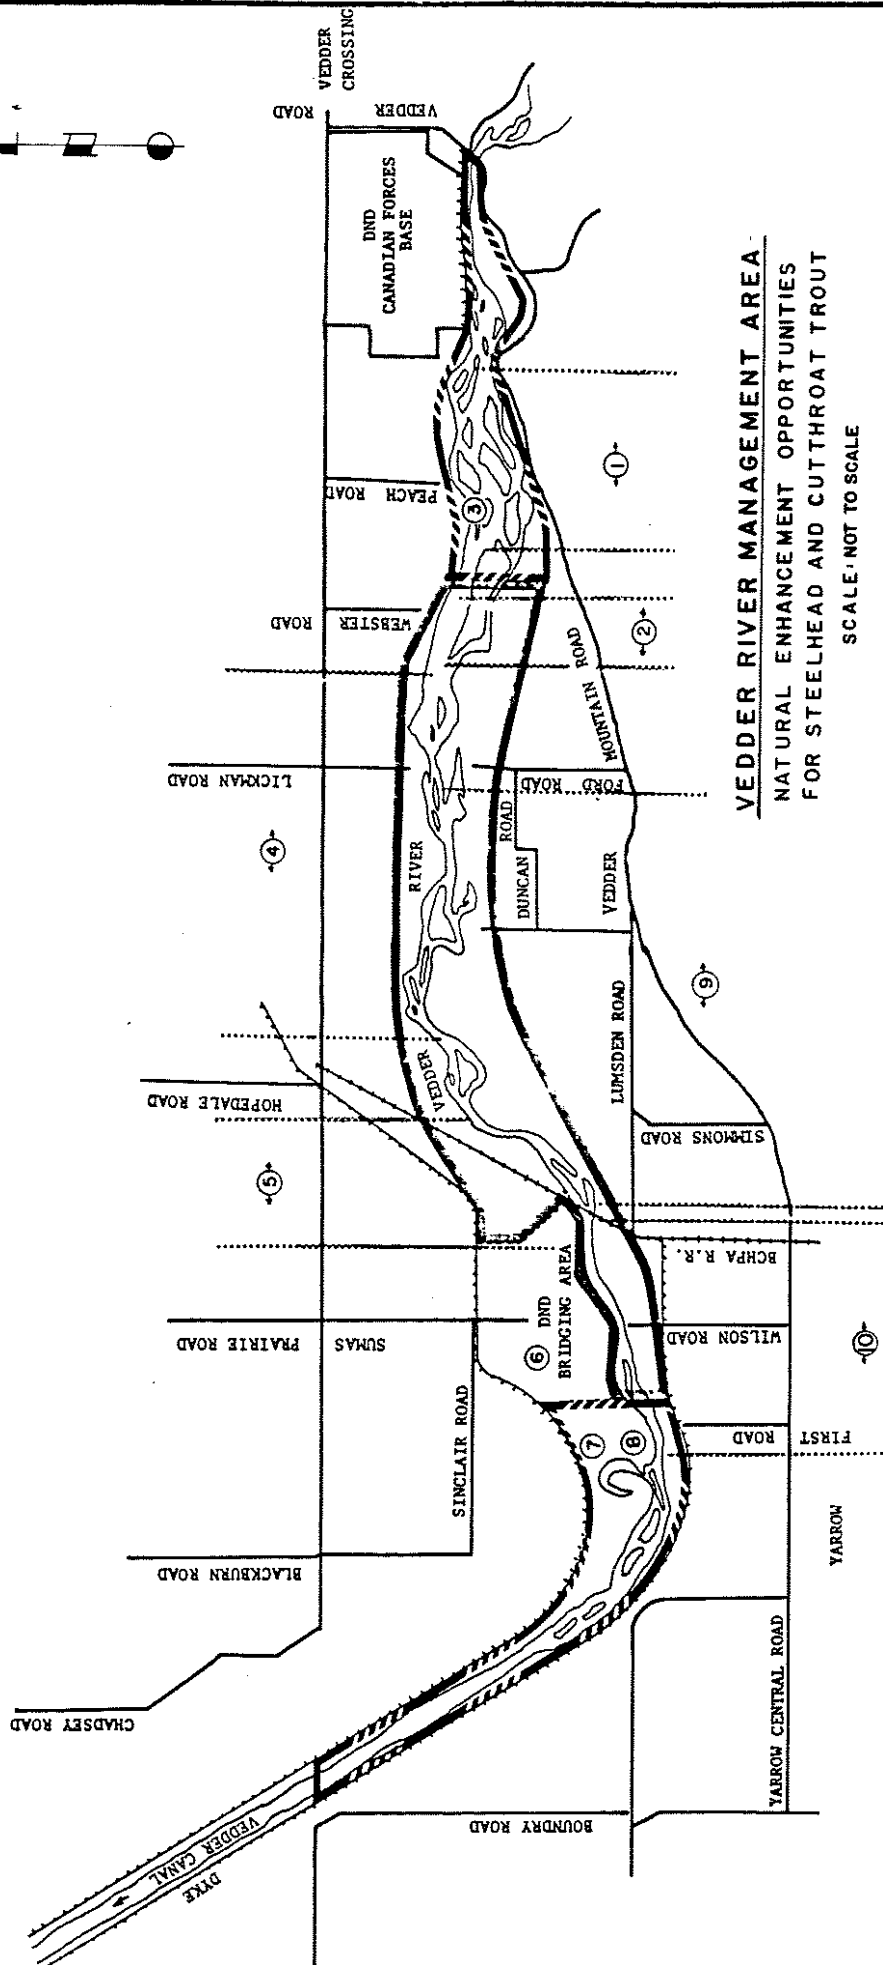 VEDDER
CROSSING
VEDDER
ROAD
DND
CANADIAN FORCES
BASE
PEACH ROAD
WEBSTER ROAD
LICKMAN ROAD
HOPEDALE ROAD
SUMAS PRAIRIE ROAD
SINCLAIR ROAD
BLACKBURN ROAD
CHADSEY ROAD
VEDDER CANAL
DYKE
BOUNDRY ROAD
YARROW CENTRAL ROAD
YARROW
FIRST ROAD
WILSON ROAD
BCHPA R.R.
SIMMONS ROAD
LUMSDEN ROAD
VEDDER
MOUNTAIN ROAD
FORD ROAD
DUNCAN
ROAD
VEDDER
RIVER
DND
BRIDGING AREA
1
2
3
4
5
6
7
8
9
10
VEDDER RIVER MANAGEMENT AREA
NATURAL ENHANCEMENT OPPORTUNITIES
FOR STEELHEAD AND CUTTHROAT TROUT
SCALE: NOT TO SCALE